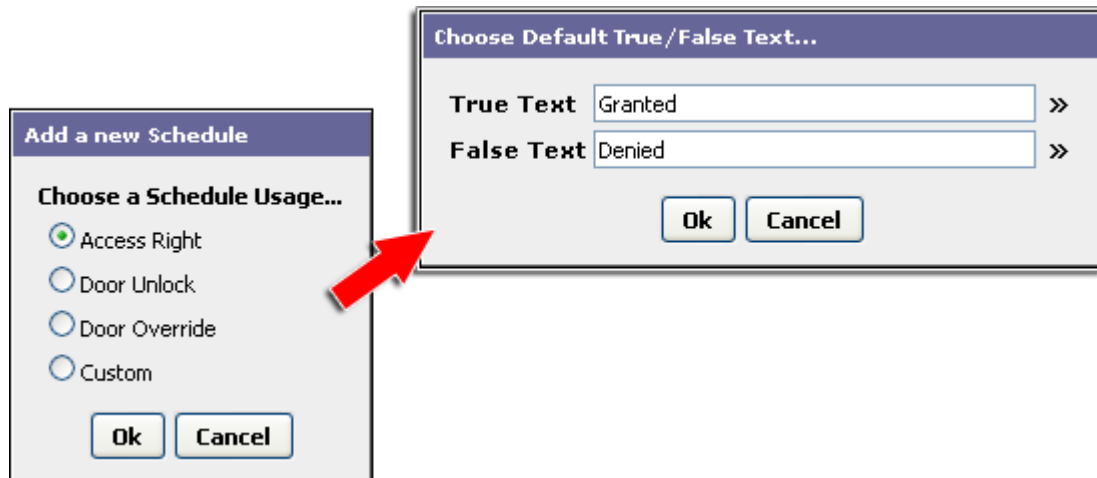 Add a new Schedule
Choose a Schedule Usage...
Access Right
Door Unlock
Door Override
Custom
Ok Cancel
Choose Default True/False Text...
True Text Granted »
False Text Denied »
Ok Cancel